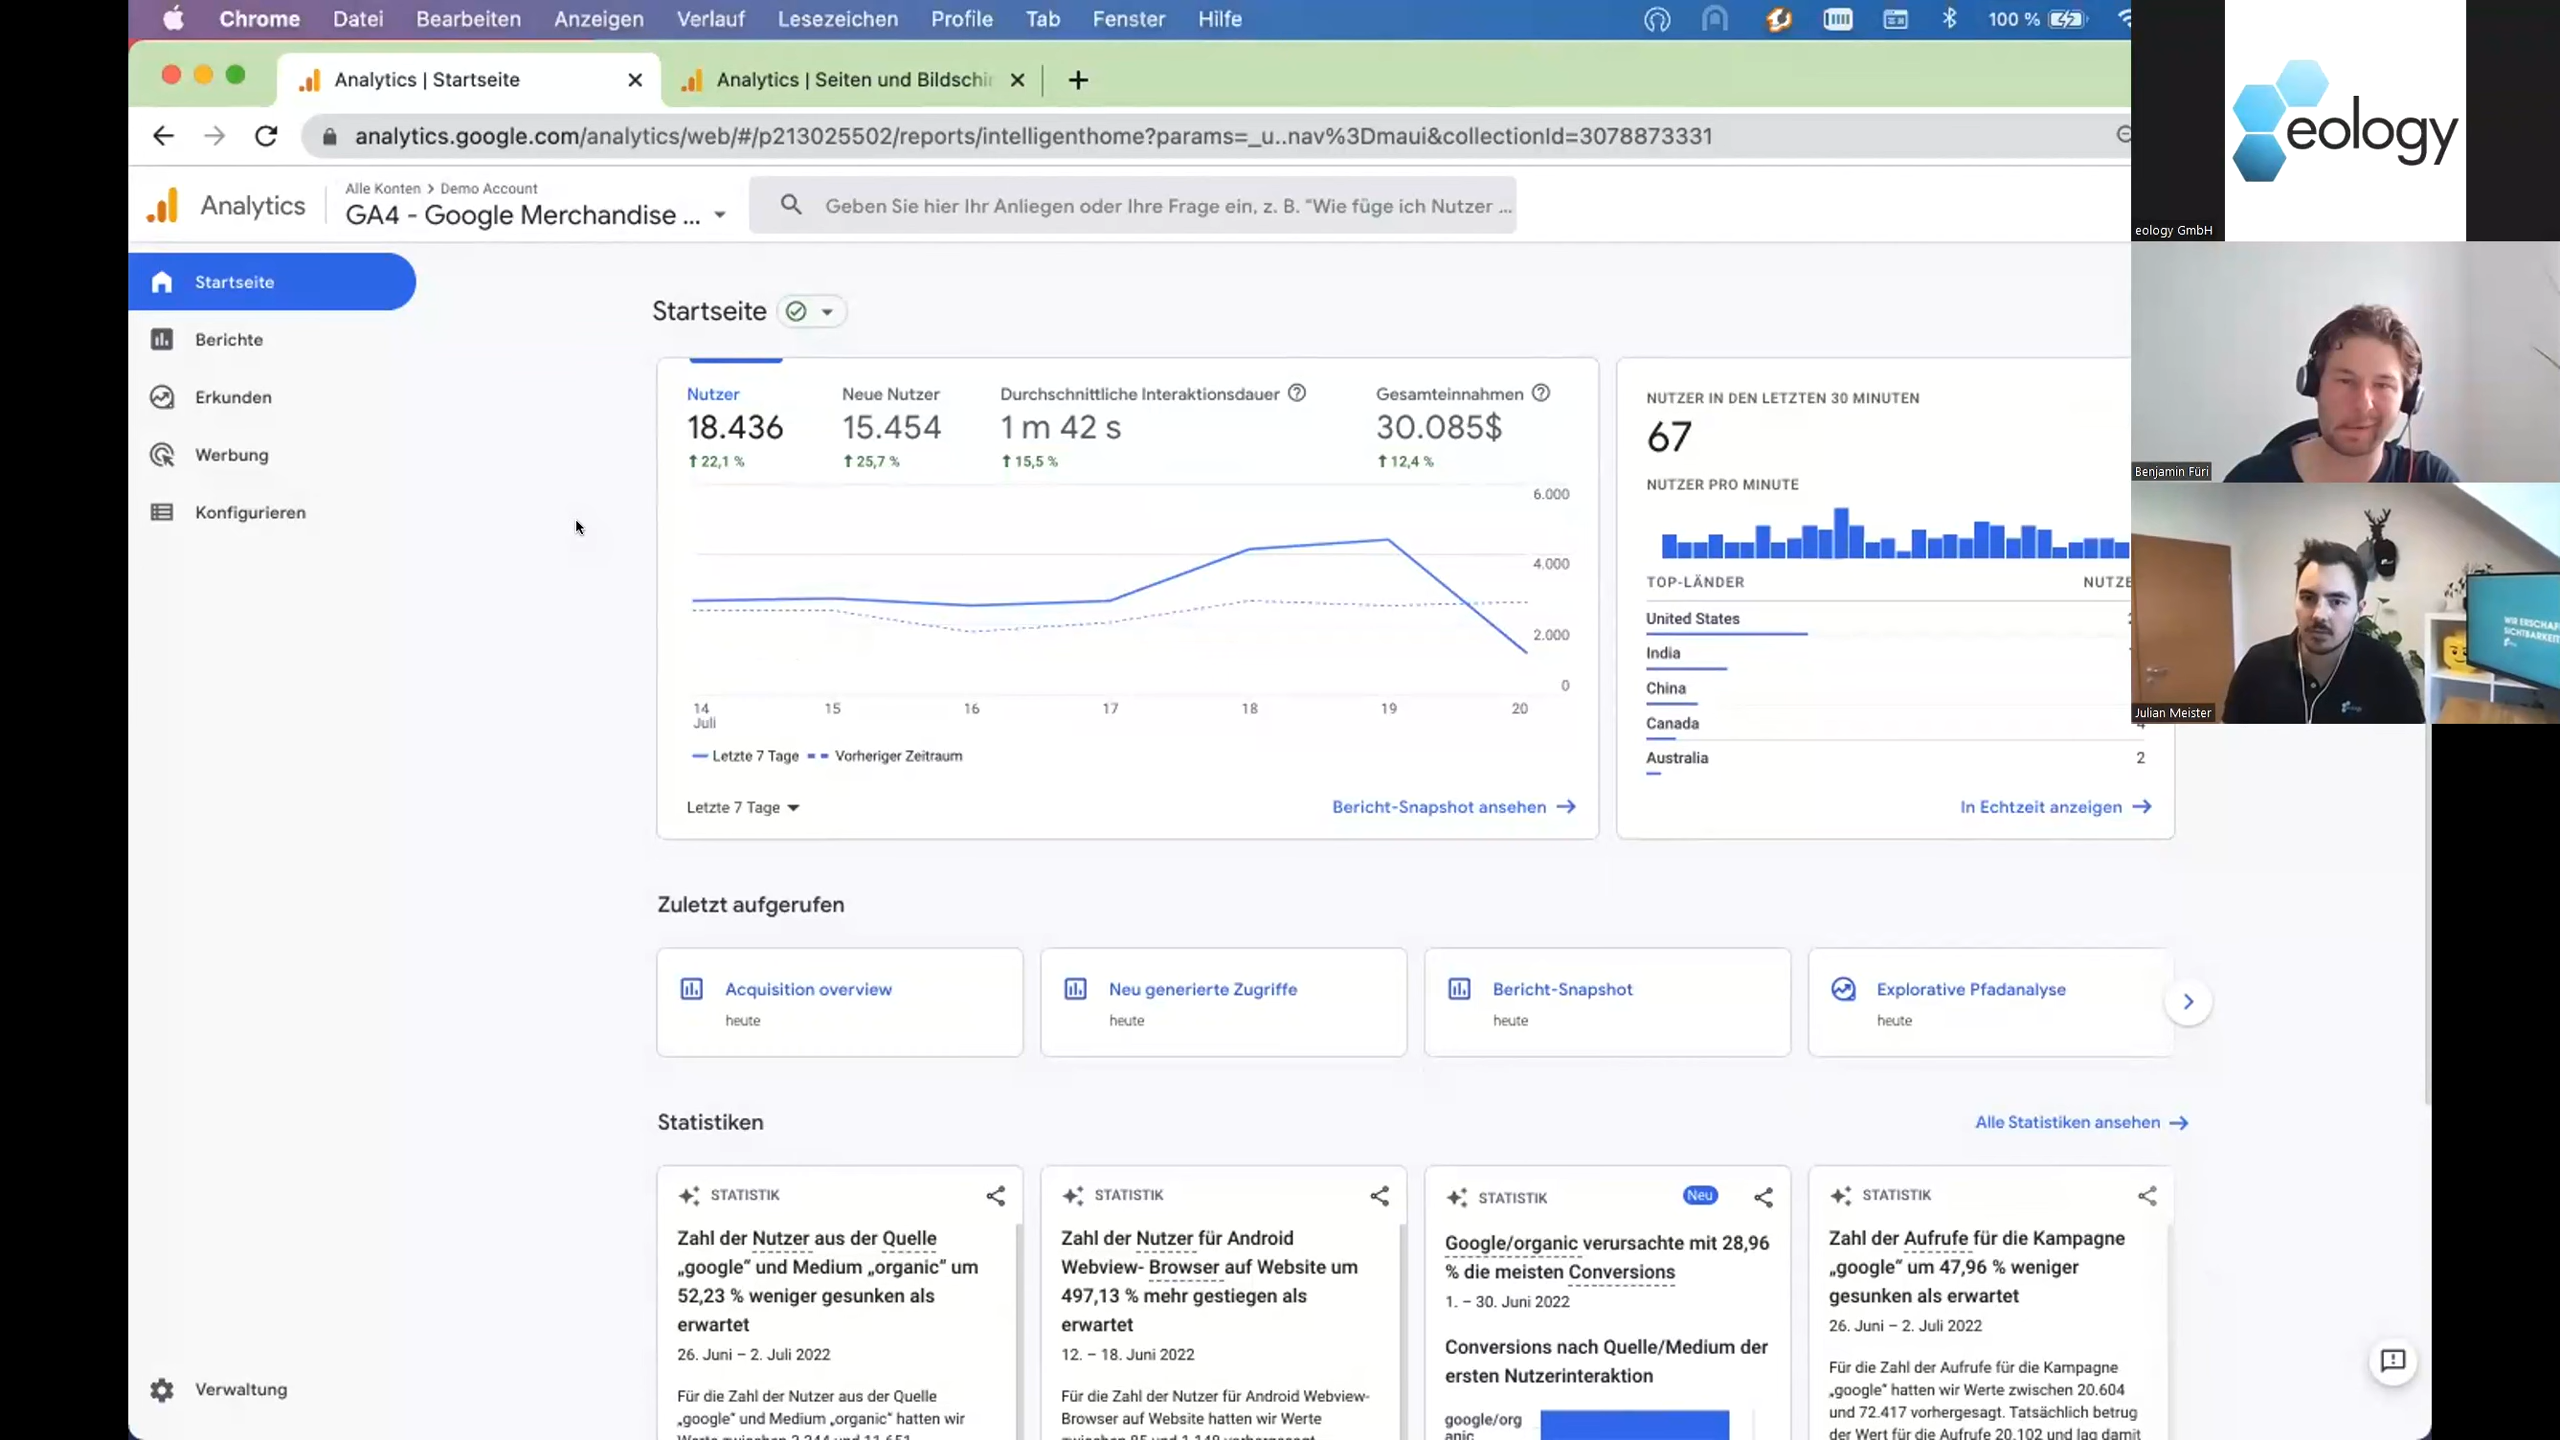 Chrome Datei Bearbeiten Anzeigen Verlauf Lesezeichen Profile Tab Fenster Hilfe 100 %
Analytics | Startseite
Analytics | Seiten und Bildschi
analytics.google.com/analytics/web/#/p213025502/reports/intelligenthome?params=_u..nav%3Dmaui&collectionId=3078873331
Analytics
Alle Konten > Demo Account
GA4 - Google Merchandise ...
Geben Sie hier Ihr Anliegen oder Ihre Frage ein, z. B. "Wie füge ich Nutzer ...
eology
eology GmbH
Benjamin Füri
WIR ERSCHAF
SICHTBARKEIT
Julian Meister
Startseite
Berichte
Erkunden
Werbung
Konfigurieren
Verwaltung
Startseite
Nutzer
18.436
22,1 %
Neue Nutzer
15.454
25,7 %
Durchschnittliche Interaktionsdauer
1 m 42 s
15,5 %
Gesamteinnahmen
30.085$
12,4 %
6.000
4.000
2.000
0
14 15 16 17 18 19 20
Juli
Letzte 7 Tage Vorheriger Zeitraum
Letzte 7 Tage
Bericht-Snapshot ansehen
NUTZER IN DEN LETZTEN 30 MINUTEN
67
NUTZER PRO MINUTE
TOP-LÄNDER NUTZE
United States
India
China
Canada
Australia 2
In Echtzeit anzeigen
Zuletzt aufgerufen
Acquisition overview
heute
Neu generierte Zugriffe
heute
Bericht-Snapshot
heute
Explorative Pfadanalyse
heute
Statistiken
Alle Statistiken ansehen
STATISTIK
Zahl der Nutzer aus der Quelle
„google“ und Medium „organic“ um
52,23 % weniger gesunken als
erwartet
26. Juni – 2. Juli 2022
Für die Zahl der Nutzer aus der Quelle
„google“ und Medium „organic“ hatten wir
STATISTIK
Zahl der Nutzer für Android
Webview- Browser auf Website um
497,13 % mehr gestiegen als
erwartet
12. – 18. Juni 2022
Für die Zahl der Nutzer für Android Webview-
Browser auf Website hatten wir Werte
STATISTIK
Neu
Google/organic verursachte mit 28,96
% die meisten Conversions
1. – 30. Juni 2022
Conversions nach Quelle/Medium der
ersten Nutzerinteraktion
google/org
anic
STATISTIK
Zahl der Aufrufe für die Kampagne
„google“ um 47,96 % weniger
gesunken als erwartet
26. Juni – 2. Juli 2022
Für die Zahl der Aufrufe für die Kampagne
„google“ hatten wir Werte zwischen 20.604
und 72.417 vorhergesagt. Tatsächlich betrug
der Wert für die Aufrufe 20.102 und lag damit